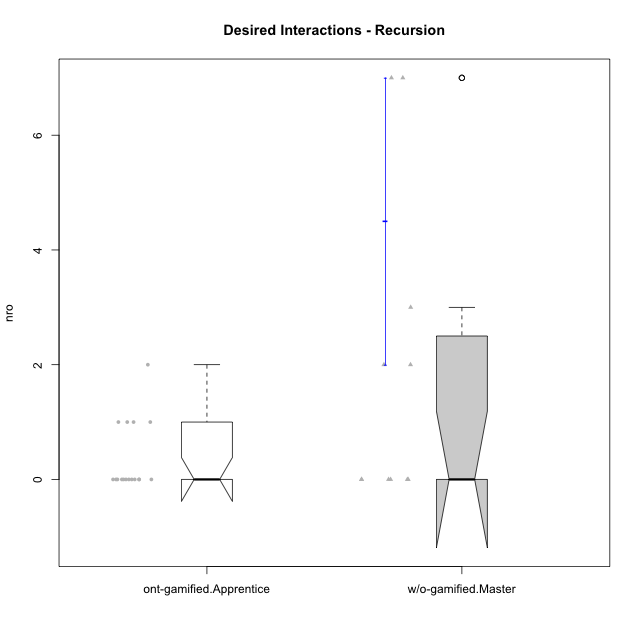 Desired Interactions - Recursion
nro
6
4
2
0
ont-gamified.Apprentice
w/o-gamified.Master